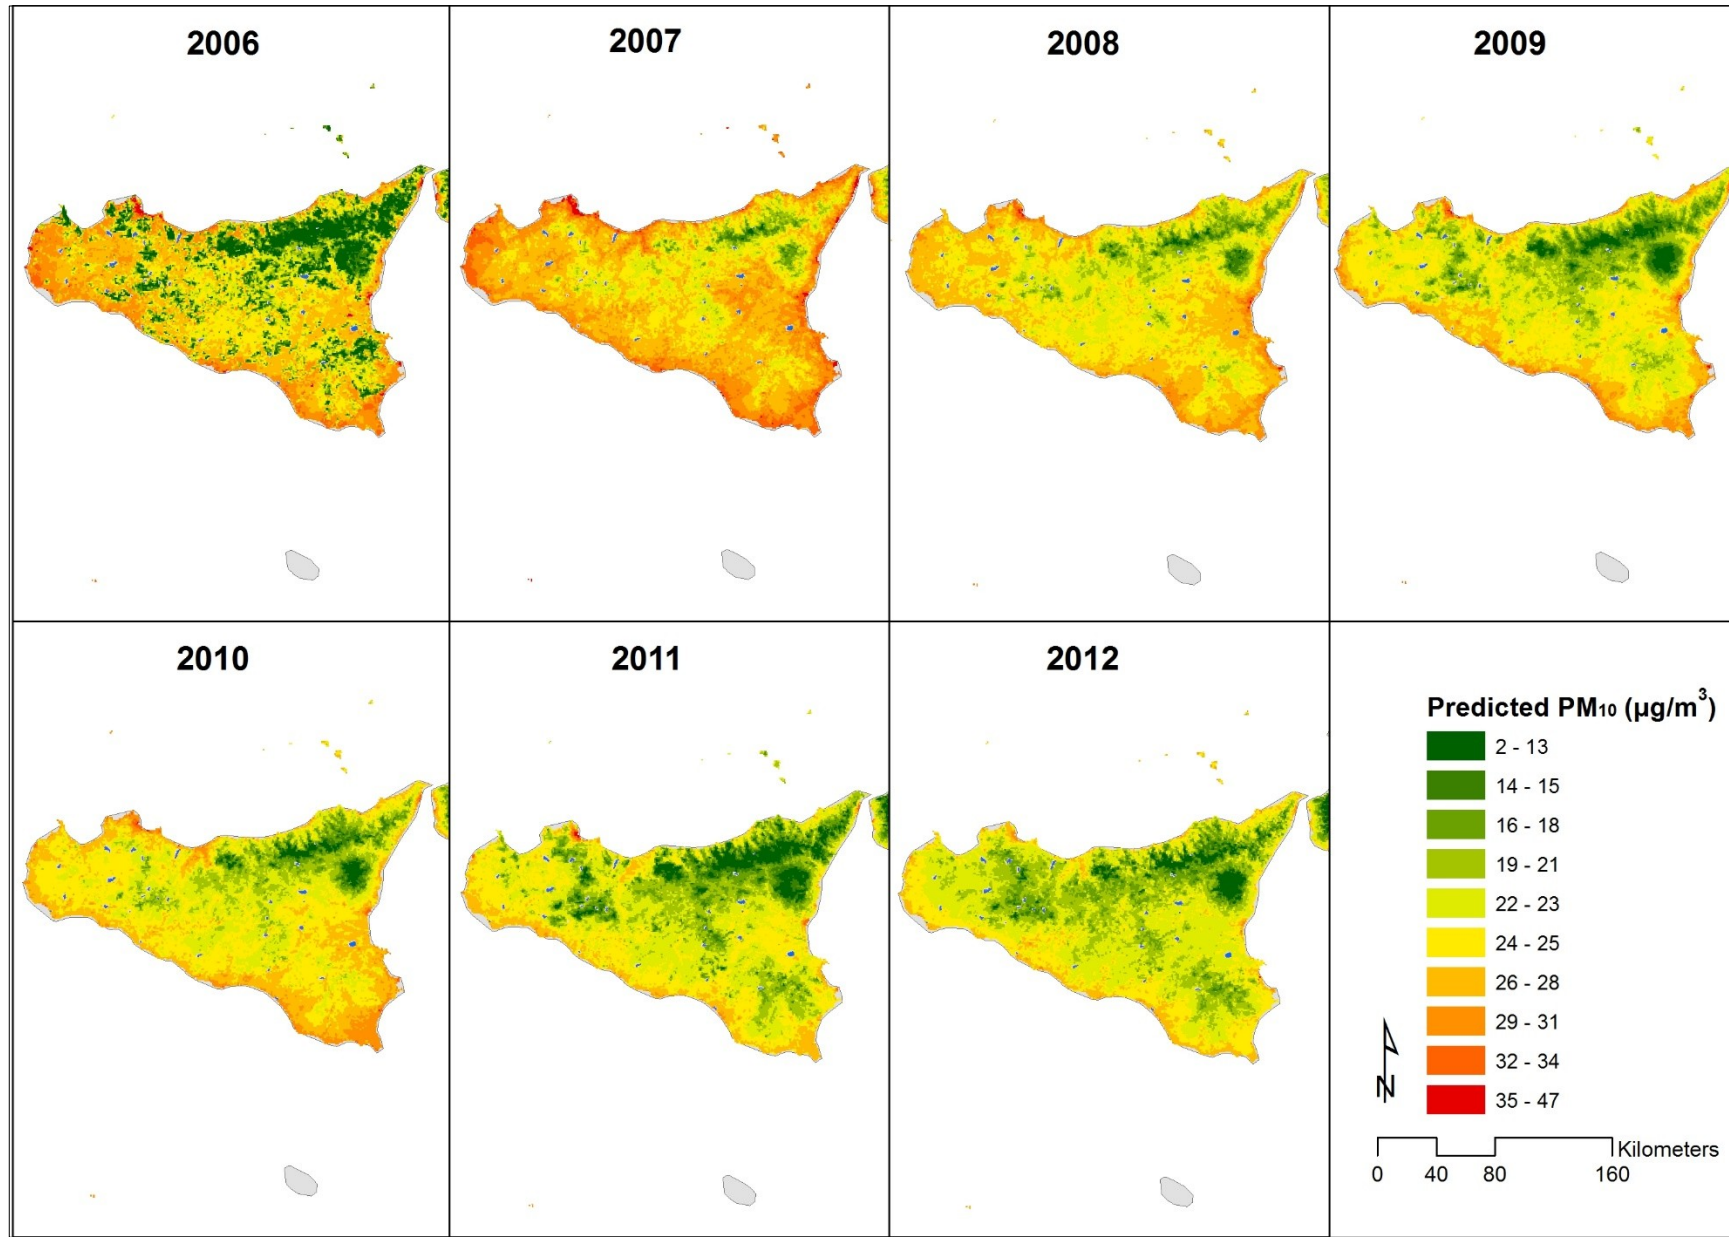 2006
2007
2008
2009
2010
2011
2012
Predicted PM₁₀ (µg/m³)
2 - 13
14 - 15
16 - 18
19 - 21
22 - 23
24 - 25
26 - 28
29 - 31
32 - 34
35 - 47
N
Kilometers
0 40 80 160